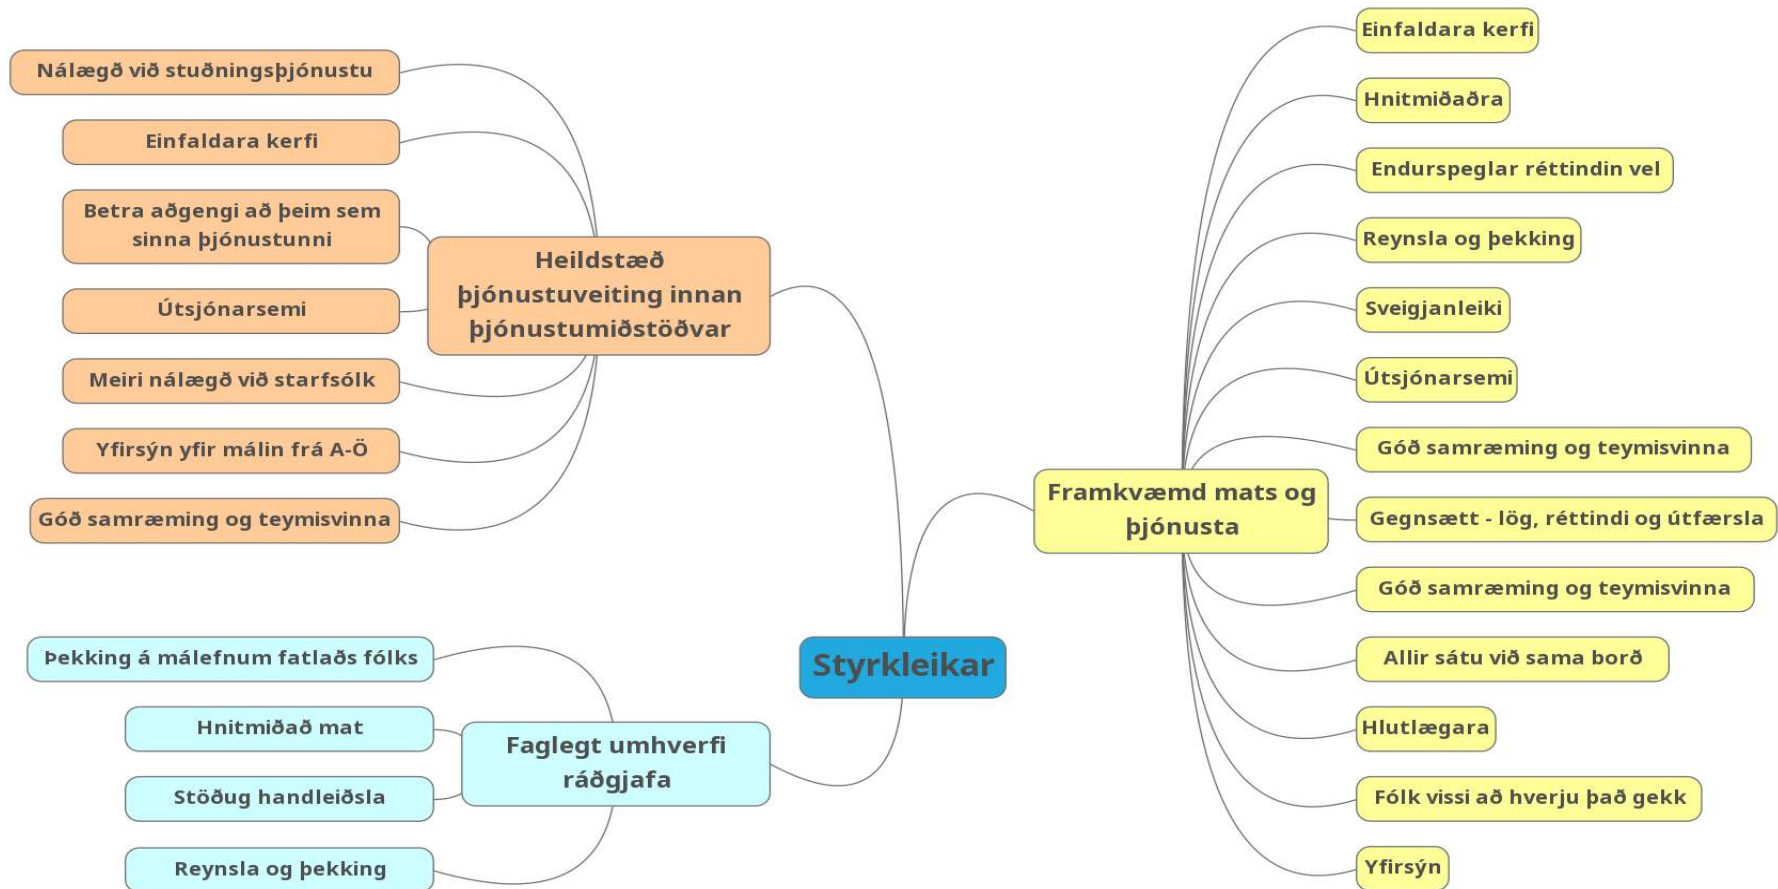 Nálægð við stuðningsþjónustu
Einfaldara kerfi
Betra aðgengi að þeim sem
sinna þjónustunni
Útsjónarsemi
Meiri nálægð við starfsólk
Yfirsýn yfir málin frá A-Ö
Góð samræming og teymisvinna
Heildstæð
þjónustuveiting innan
þjónustumiðstöðvar
Þekking á málefnum fatlaðs fólks
Hnitmiðað mat
Stöðug handleiðsla
Reynsla og þekking
Faglegt umhverfi
ráðgjafa
Styrkleikar
Framkvæmd mats og
þjónusta
Einfaldara kerfi
Hnitmiðaðra
Endurspeglar réttindin vel
Reynsla og þekking
Sveigjanleiki
Útsjónarsemi
Góð samræming og teymisvinna
Gegnsætt - lög, réttindi og útfærsla
Góð samræming og teymisvinna
Allir sátu við sama borð
Hlutlægara
Fólk vissi að hverju það gekk
Yfirsýn